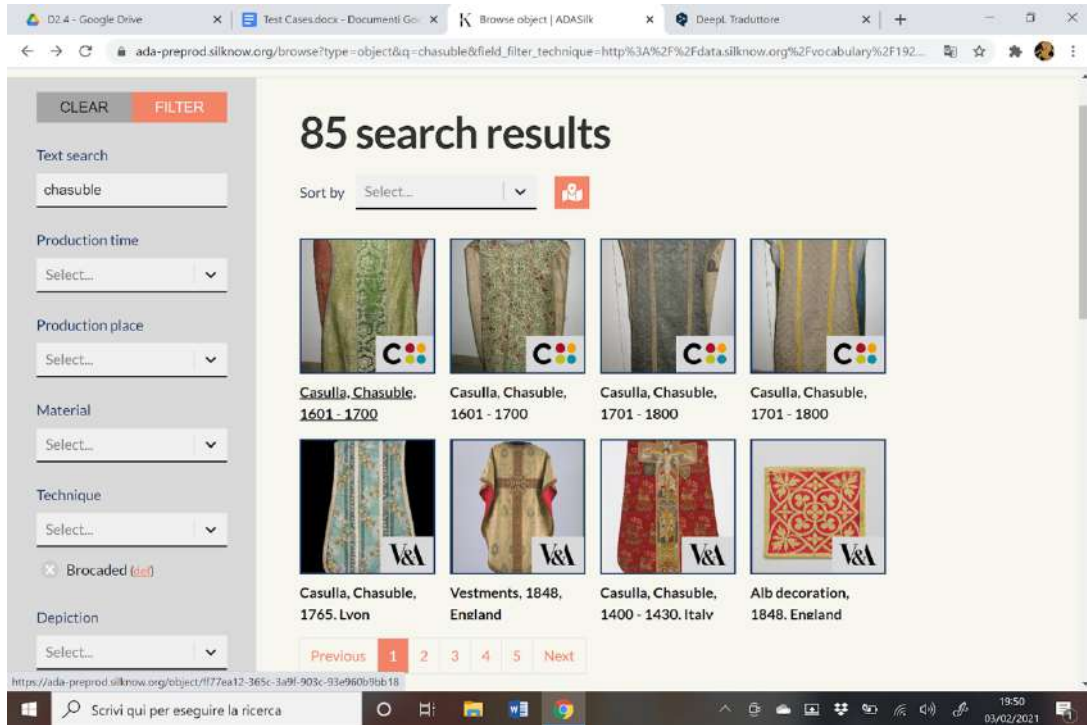 D2.4 - Google Drive
Test Cases.docx - Documenti Go
Browse object | ADASilk
DeepL Traduttore
ada-preprod.silknow.org/browse?type=object&q=chasuble&field_filter_technique=http%3A%2F%2Fdata.silknow.org%2Fvocabulary%2F192...
CLEAR
FILTER
Text search
chasuble
Production time
Select...
Production place
Select...
Material
Select...
Technique
Select...
Brocaded (def)
Depiction
Select...
85 search results
Sort by
Select...
C
C
C
C
Casulla, Chasuble,
1601 - 1700
Casulla, Chasuble,
1601 - 1700
Casulla, Chasuble,
1701 - 1800
Casulla, Chasuble,
1701 - 1800
V&A
V&A
V&A
V&A
Casulla, Chasuble,
1765, Lyon
Vestments, 1848,
England
Casulla, Chasuble,
1400 - 1430, Italy
Alb decoration,
1848, England
Previous 1 2 3 4 5 Next
https://ada-preprod.silknow.org/object/ff77ea12-365c-3a9f-903c-93e960b9bb18
Scrivi qui per eseguire la ricerca
19:50
03/02/2021